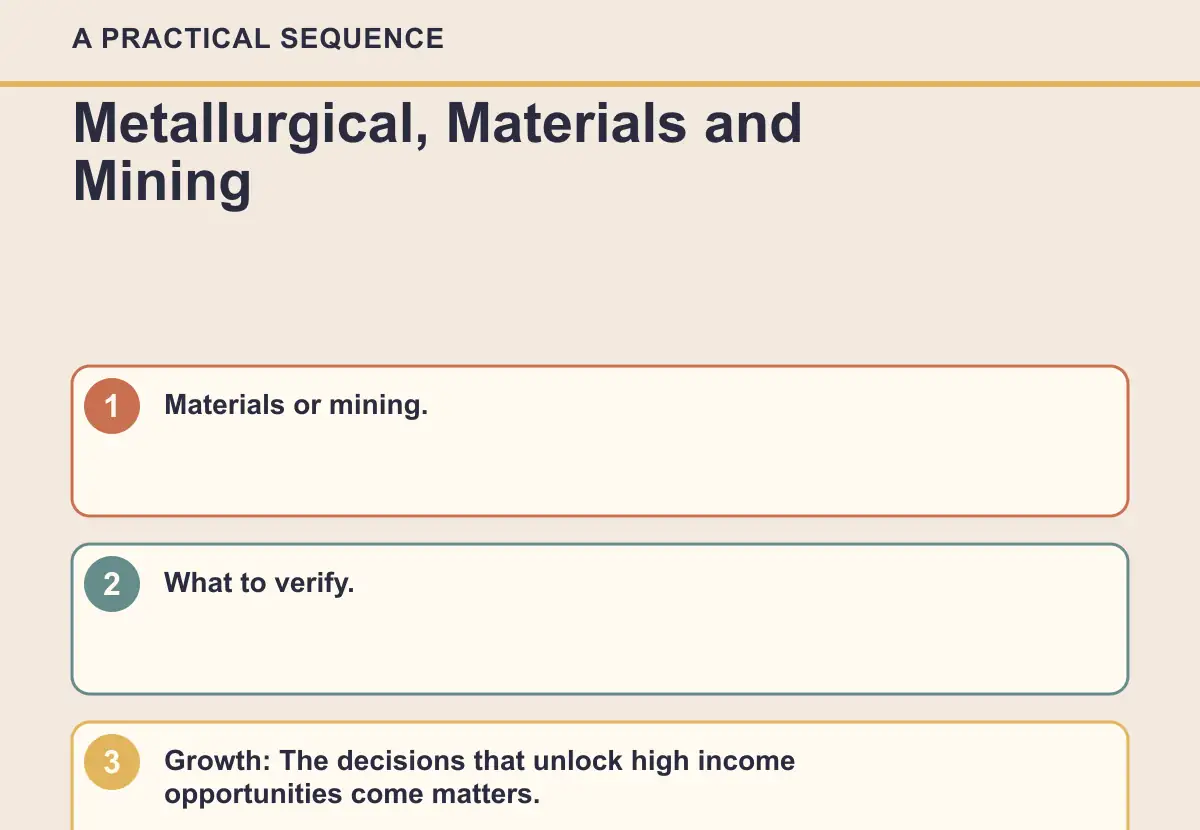 A PRACTICAL SEQUENCE
Metallurgical, Materials and
Mining
1
Materials or mining.
2
What to verify.
3
Growth: The decisions that unlock high income
opportunities come matters.